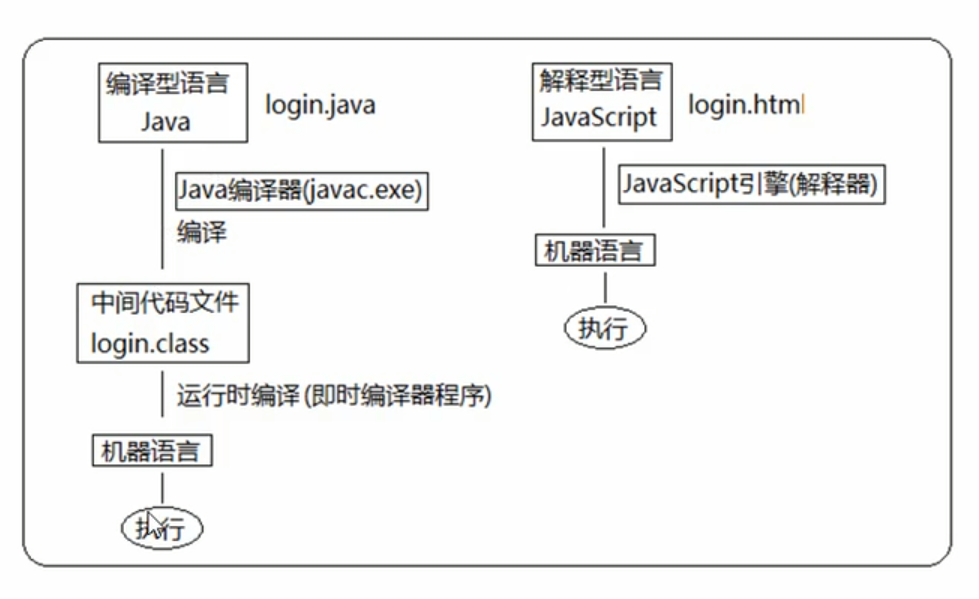 编译型语言
Java
login.java
Java编译器(javac.exe)
编译
中间代码文件
login.class
运行时编译(即时编译器程序)
机器语言
执行
解释型语言
JavaScript
login.html
JavaScript引擎(解释器)
机器语言
执行